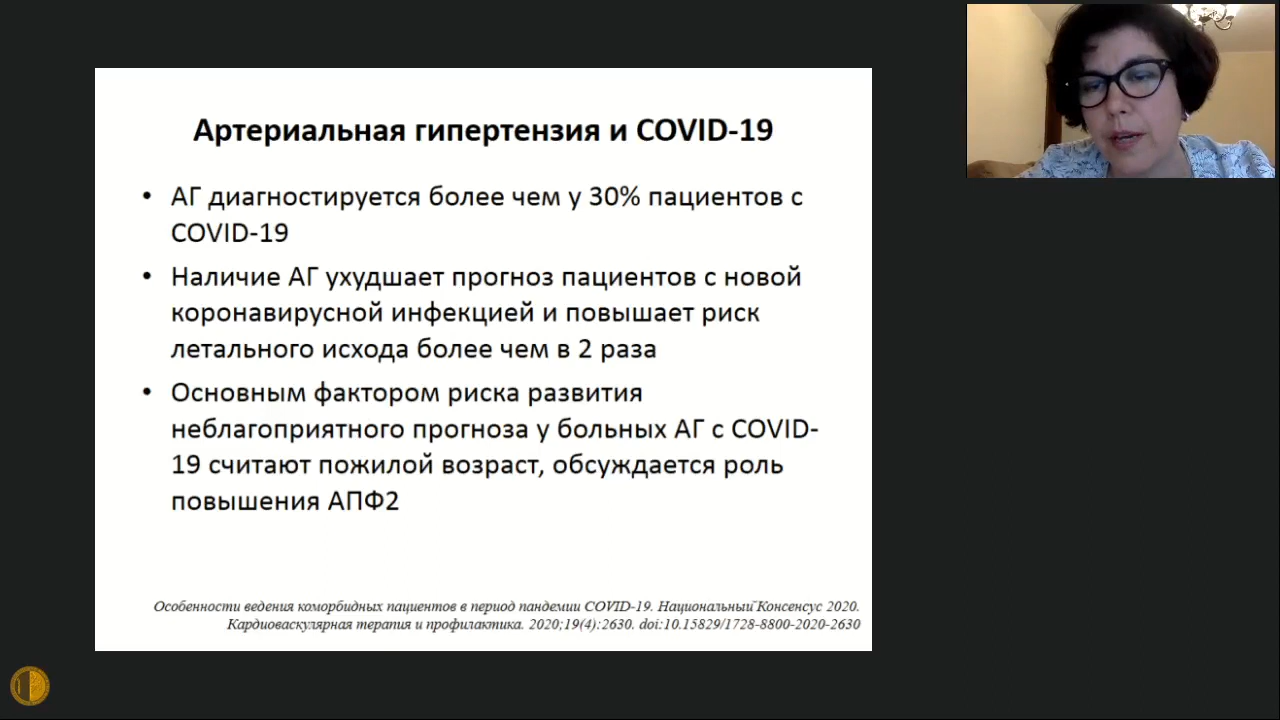 Артериальная гипертензия и COVID-19
• АГ диагностируется более чем у 30% пациентов с
COVID-19
• Наличие АГ ухудшает прогноз пациентов с новой
коронавирусной инфекцией и повышает риск
летального исхода более чем в 2 раза
• Основным фактором риска развития
неблагоприятного прогноза у больных АГ с COVID-
19 считают пожилой возраст, обсуждается роль
повышения АПФ2
Особенности ведения коморбидных пациентов в период пандемии COVID-19. Национальный Консенсус 2020.
Кардиоваскулярная терапия и профилактика. 2020;19(4):2630. doi:10.15829/1728-8800-2020-2630